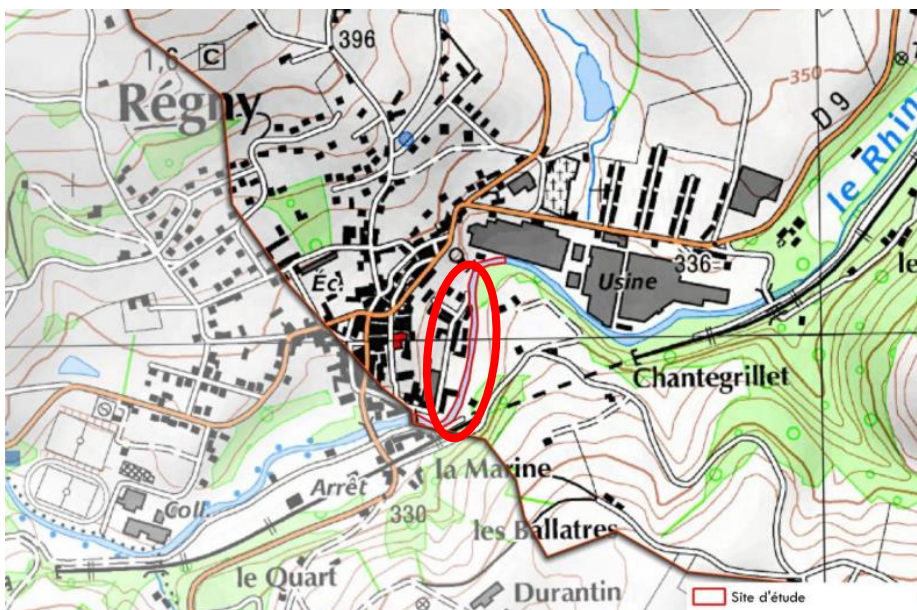 396
1,6 C
Régny
350
D 9
le Rhin
Éc.
Usine
336
le
Chantegrillet
la Marine
Arrêt
Coll.
330
les Ballatres
le Quart
Durantin
Site d'étude